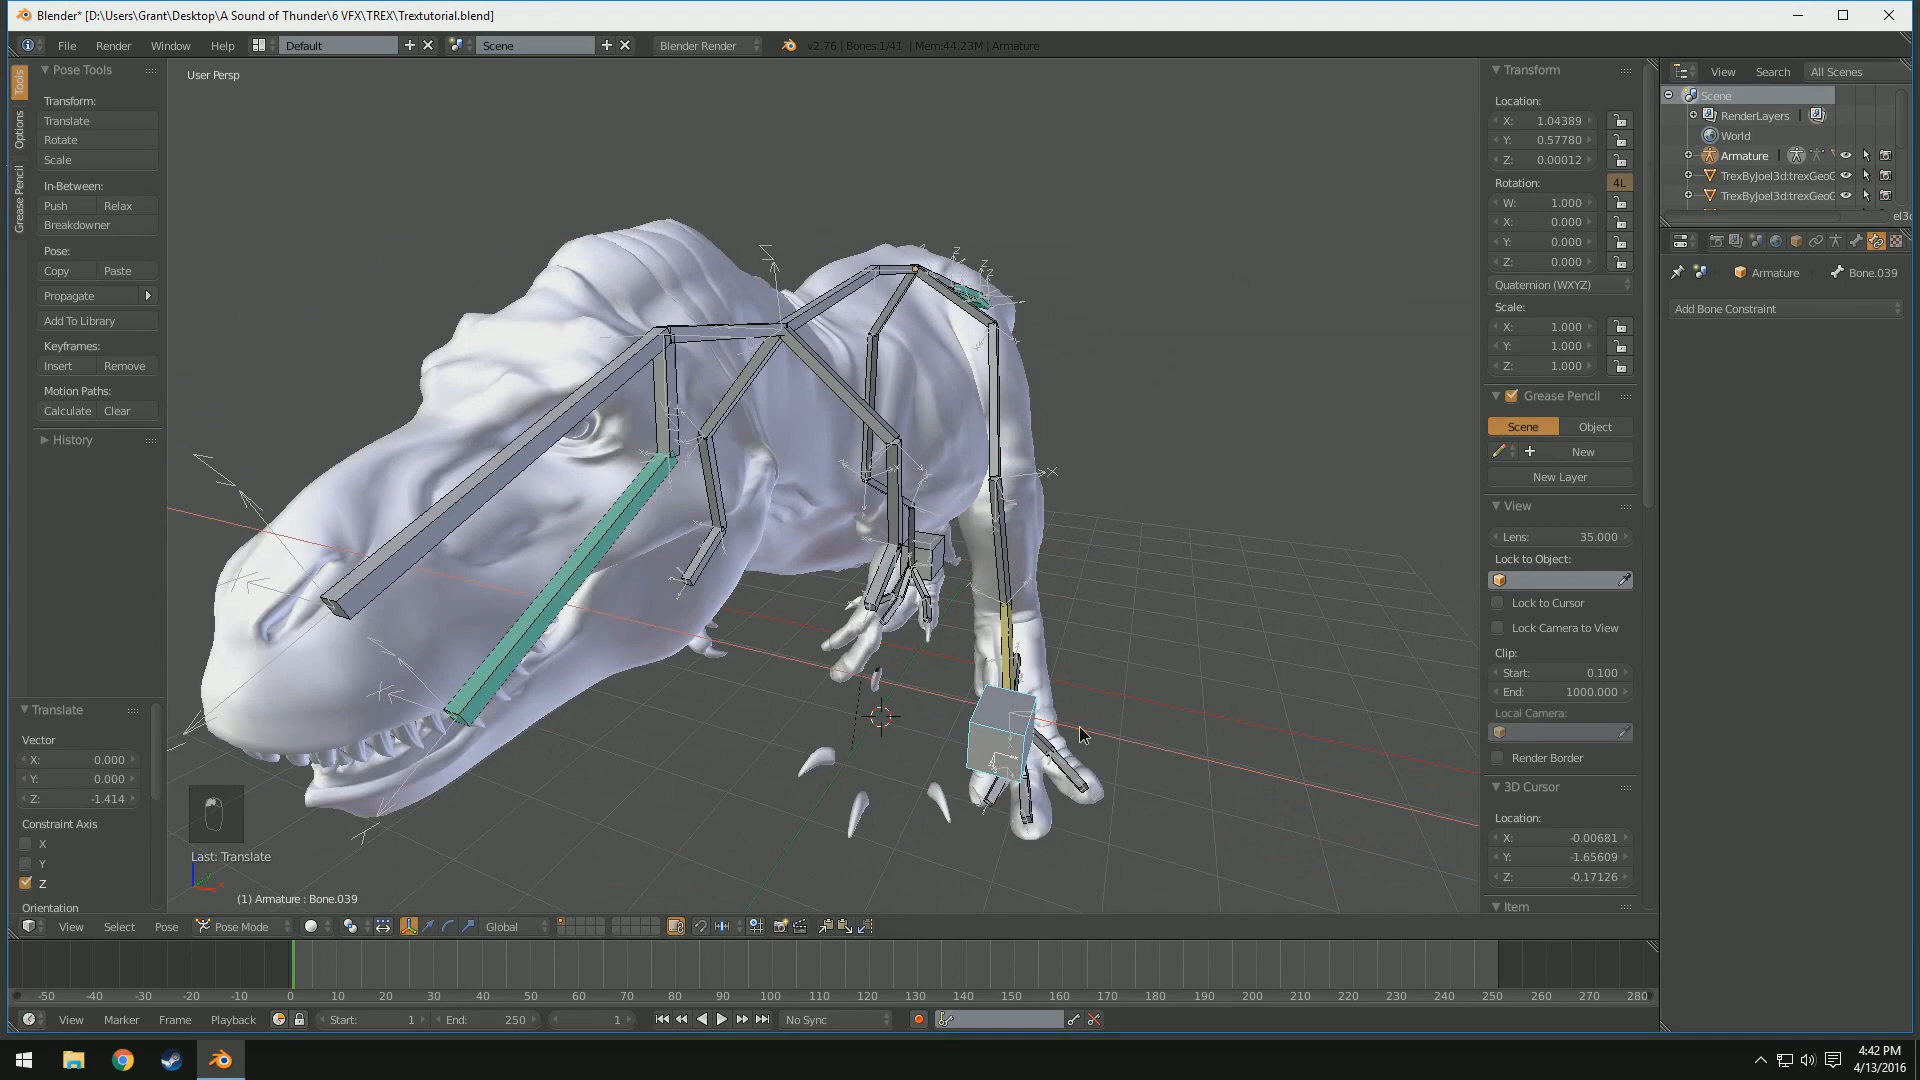 Blender* [D:\Users\Grant\Desktop\A Sound of Thunder\6 VFX\TREX\Trextutorial.blend]
File Render Window Help Default Scene Blender Render v2.76 | Bones:1/41 | Mem:44.23M | Armature
Tools
Options
Grease Pencil
Pose Tools
Transform:
Translate
Rotate
Scale
In-Between:
Push Relax
Breakdowner
Pose:
Copy Paste
Propagate
Add To Library
Keyframes:
Insert Remove
Motion Paths:
Calculate Clear
History
Translate
Vector
X: 0.000
Y: 0.000
Z: -1.414
Constraint Axis
X
Y
Z
Orientation
User Persp
Last: Translate
(1) Armature : Bone.039
View Select Pose Pose Mode Global
Transform
Location:
X: 1.04389
Y: 0.57780
Z: 0.00012
Rotation: 4L
W: 1.000
X: 0.000
Y: 0.000
Z: 0.000
Quaternion (WXYZ)
Scale:
X: 1.000
Y: 1.000
Z: 1.000
Grease Pencil
Scene Object
New
New Layer
View
Lens: 35.000
Lock to Object:
Lock to Cursor
Lock Camera to View
Clip:
Start: 0.100
End: 1000.000
Local Camera:
Render Border
3D Cursor
Location:
X: -0.00681
Y: -1.65609
Z: -0.17126
Item
View Search All Scenes
Scene
RenderLayers
World
Armature
TrexByJoel3d:trexGeoC
TrexByJoel3d:trexGeoC
Armature Bone.039
Add Bone Constraint
-50 -40 -30 -20 -10 0 10 20 30 40 50 60 70 80 90 100 110 120 130 140 150 160 170 180 190 200 210 220 230 240 250 260 270 280
View Marker Frame Playback Start: 1 End: 250 1 No Sync
4:42 PM
4/13/2016